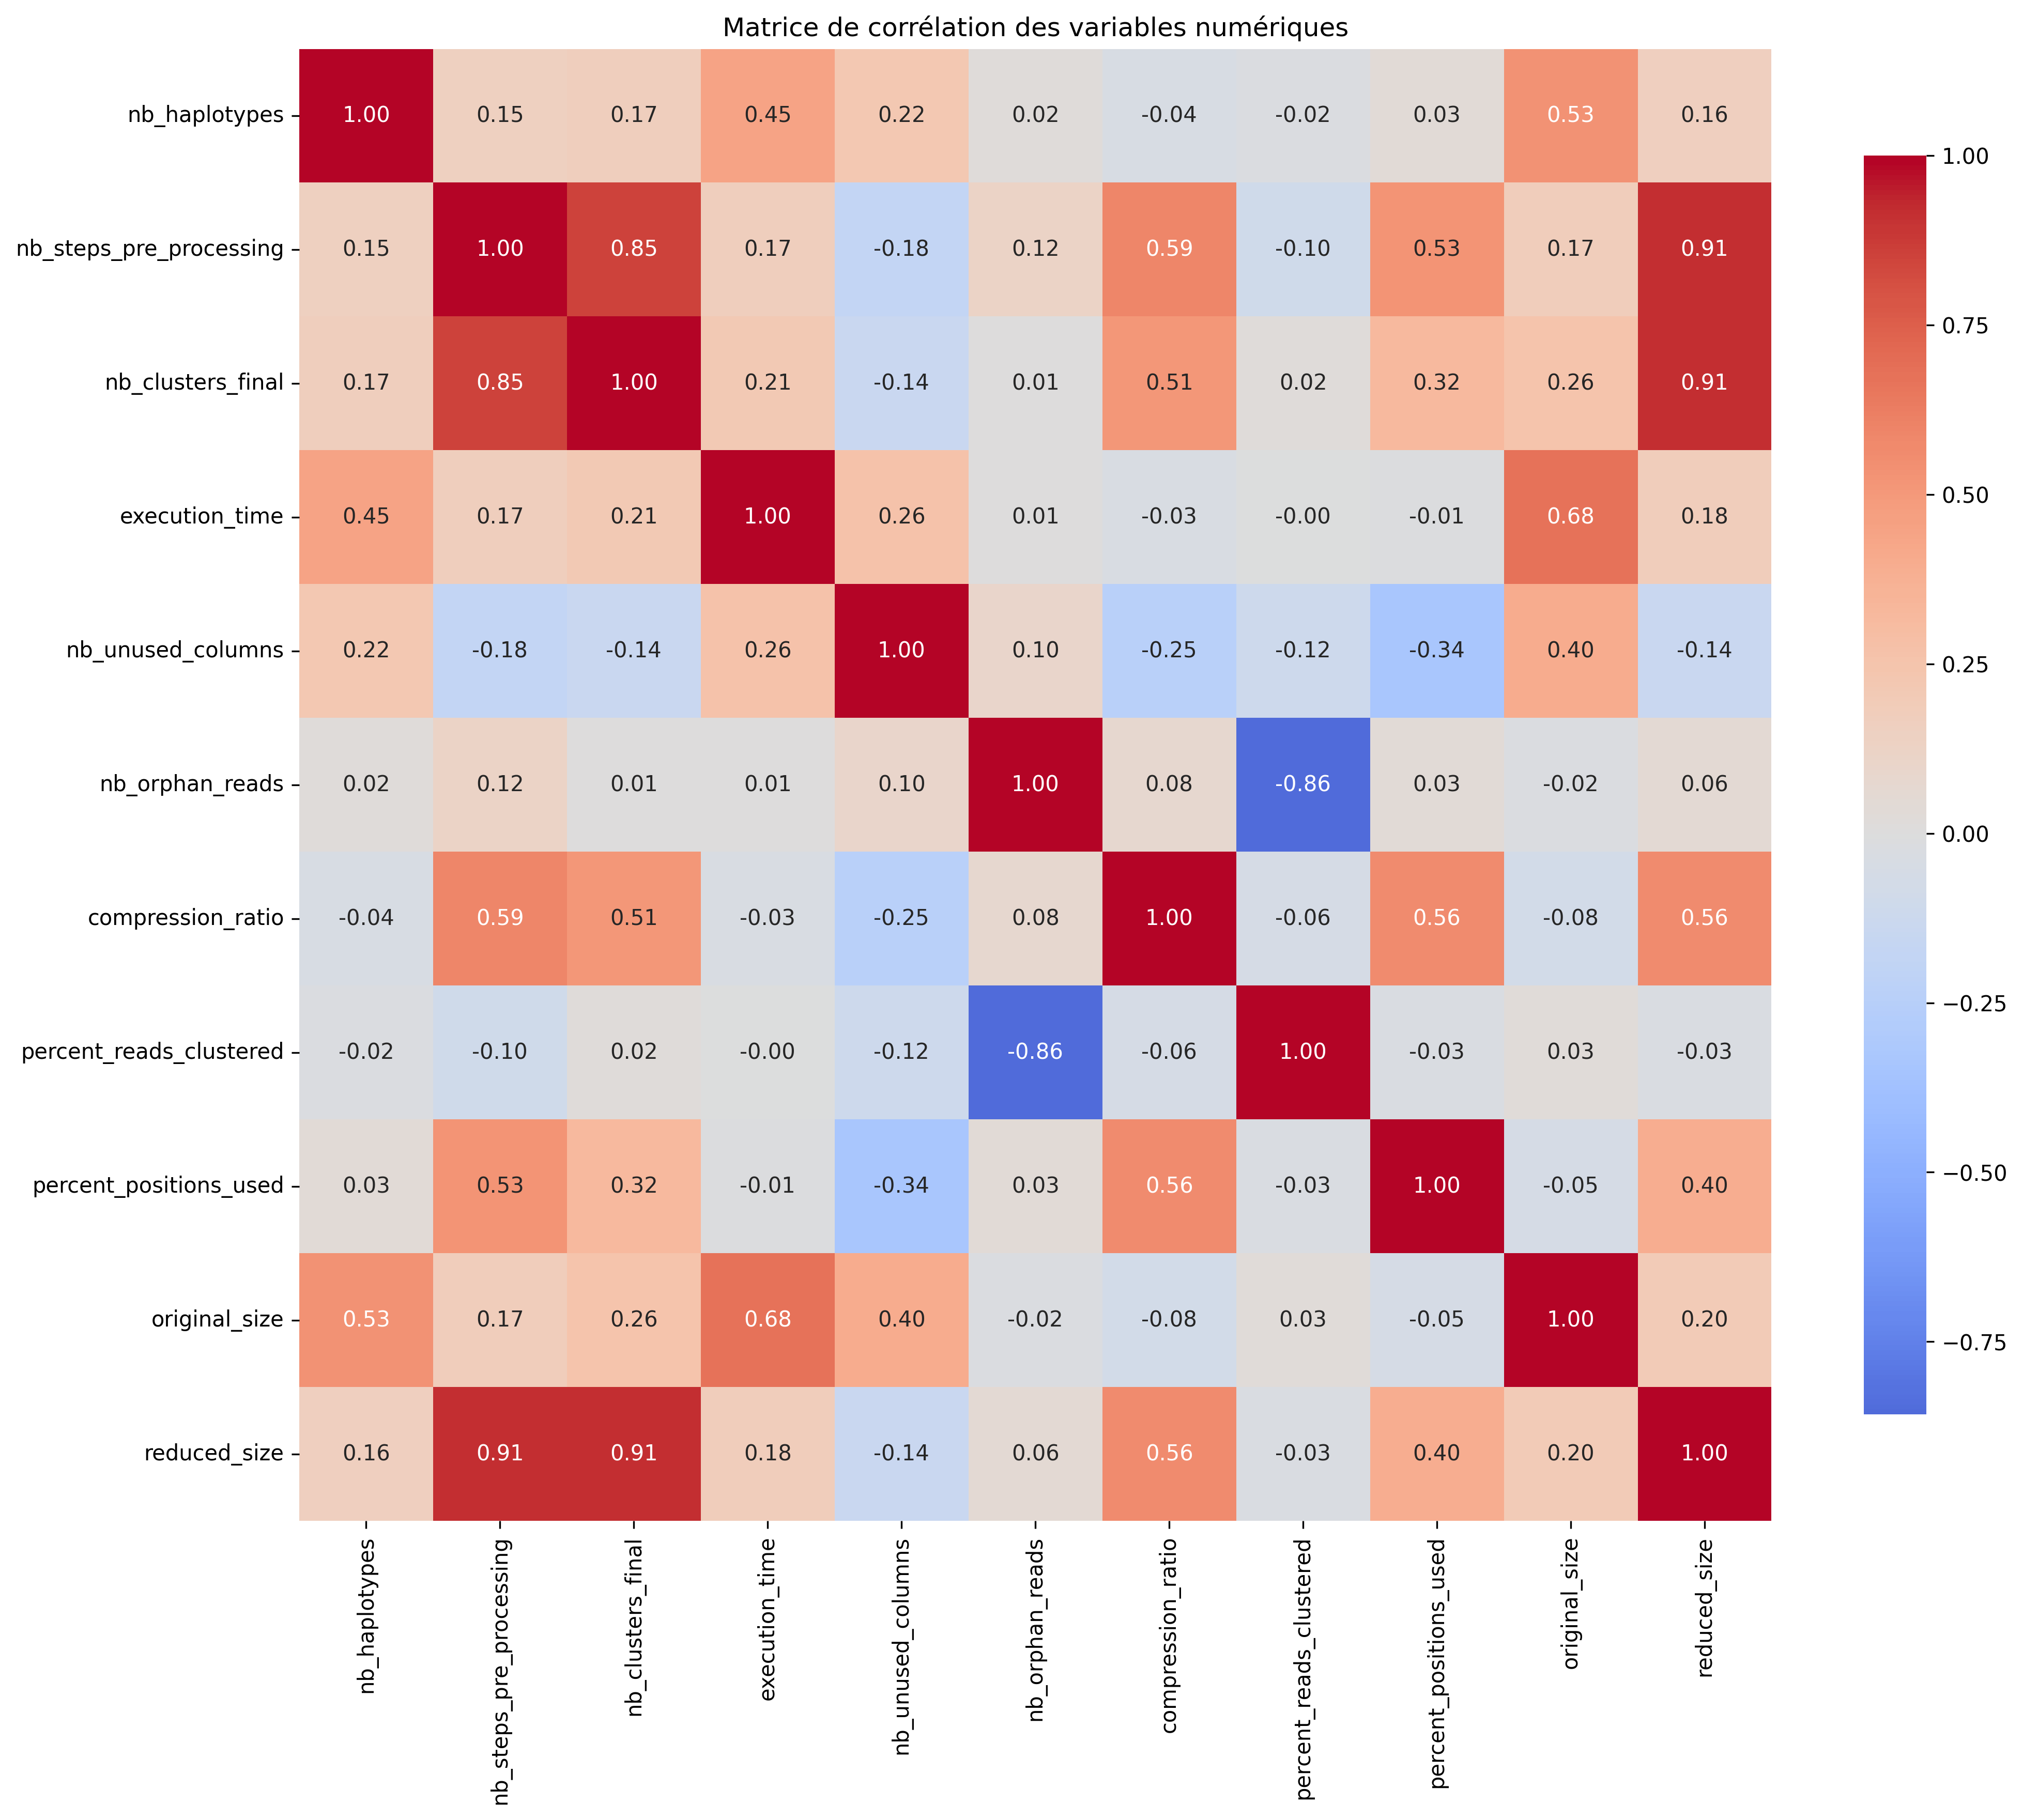 Matrice de corrélation des variables numériques
nb_haplotypes 1.00 0.15 0.17 0.45 0.22 0.02 -0.04 -0.02 0.03 0.53 0.16
nb_steps_pre_processing 0.15 1.00 0.85 0.17 -0.18 0.12 0.59 -0.10 0.53 0.17 0.91
nb_clusters_final 0.17 0.85 1.00 0.21 -0.14 0.01 0.51 0.02 0.32 0.26 0.91
execution_time 0.45 0.17 0.21 1.00 0.26 0.01 -0.03 -0.00 -0.01 0.68 0.18
nb_unused_columns 0.22 -0.18 -0.14 0.26 1.00 0.10 -0.25 -0.12 -0.34 0.40 -0.14
nb_orphan_reads 0.02 0.12 0.01 0.01 0.10 1.00 0.08 -0.86 0.03 -0.02 0.06
compression_ratio -0.04 0.59 0.51 -0.03 -0.25 0.08 1.00 -0.06 0.56 -0.08 0.56
percent_reads_clustered -0.02 -0.10 0.02 -0.00 -0.12 -0.86 -0.06 1.00 -0.03 0.03 -0.03
percent_positions_used 0.03 0.53 0.32 -0.01 -0.34 0.03 0.56 -0.03 1.00 -0.05 0.40
original_size 0.53 0.17 0.26 0.68 0.40 -0.02 -0.08 0.03 -0.05 1.00 0.20
reduced_size 0.16 0.91 0.91 0.18 -0.14 0.06 0.56 -0.03 0.40 0.20 1.00
nb_haplotypes
nb_steps_pre_processing
nb_clusters_final
execution_time
nb_unused_columns
nb_orphan_reads
compression_ratio
percent_reads_clustered
percent_positions_used
original_size
reduced_size
1.00
0.75
0.50
0.25
0.00
−0.25
−0.50
−0.75